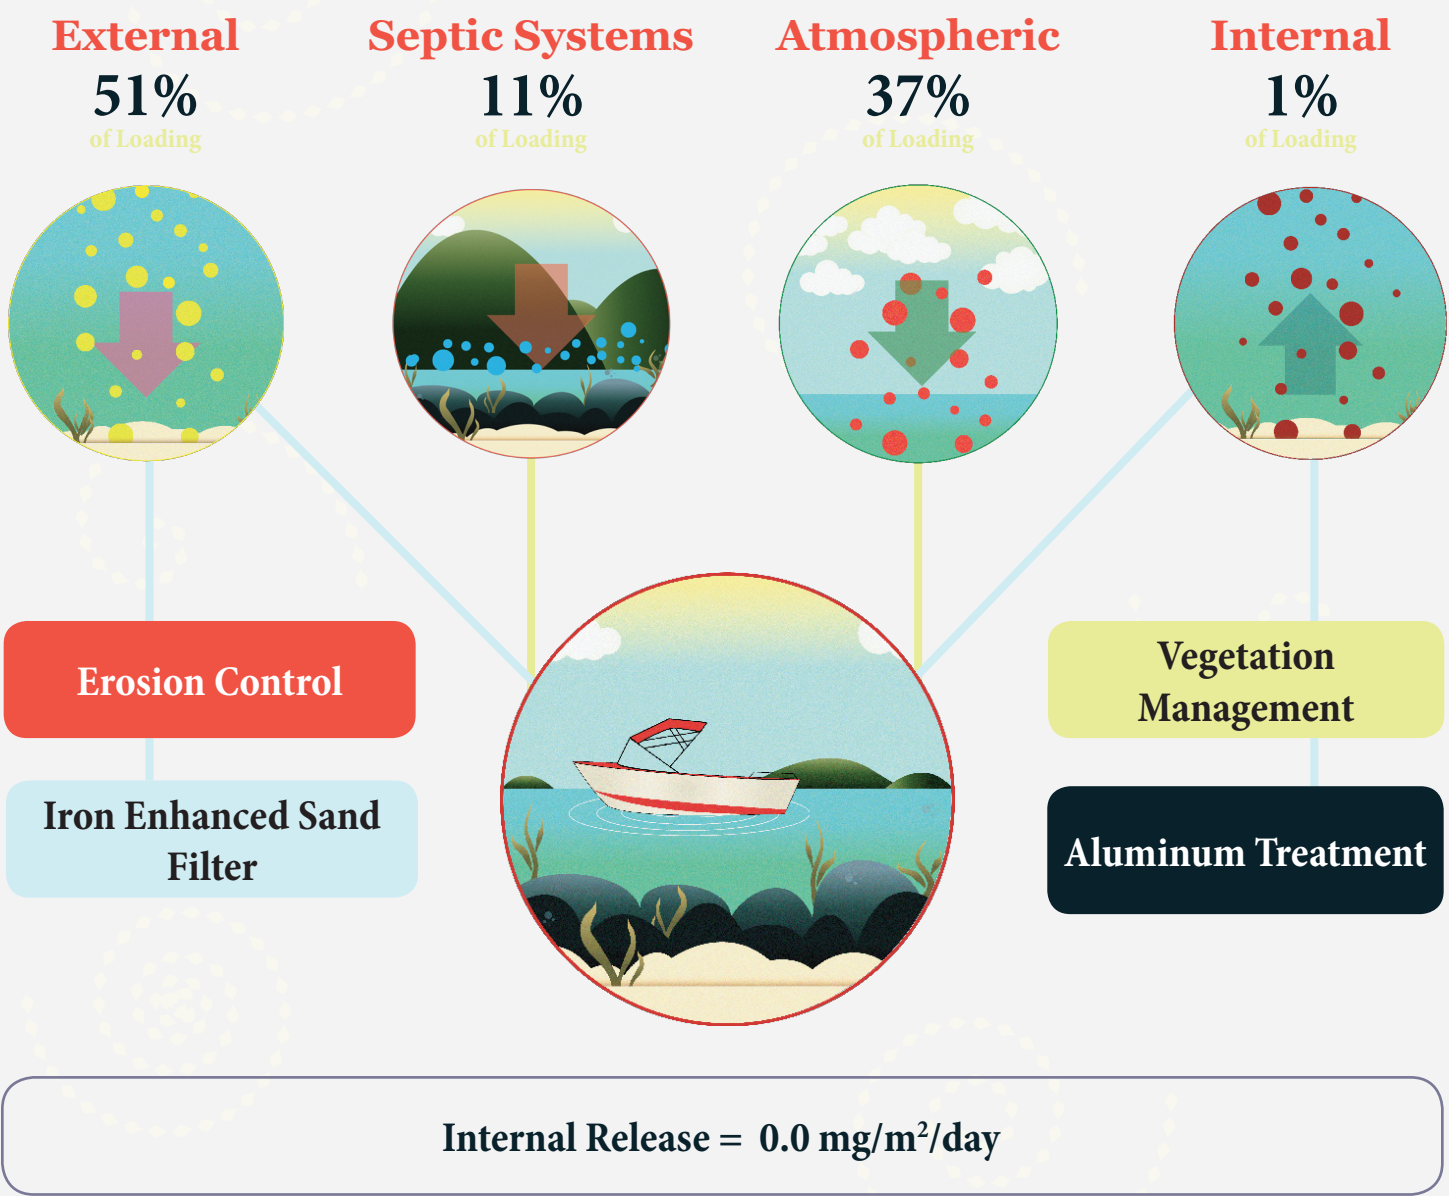 External
51%
of Loading
Septic Systems
11%
of Loading
Atmospheric
37%
of Loading
Internal
1%
of Loading
Erosion Control
Iron Enhanced Sand
Filter
Vegetation
Management
Aluminum Treatment
Internal Release = 0.0 mg/m²/day